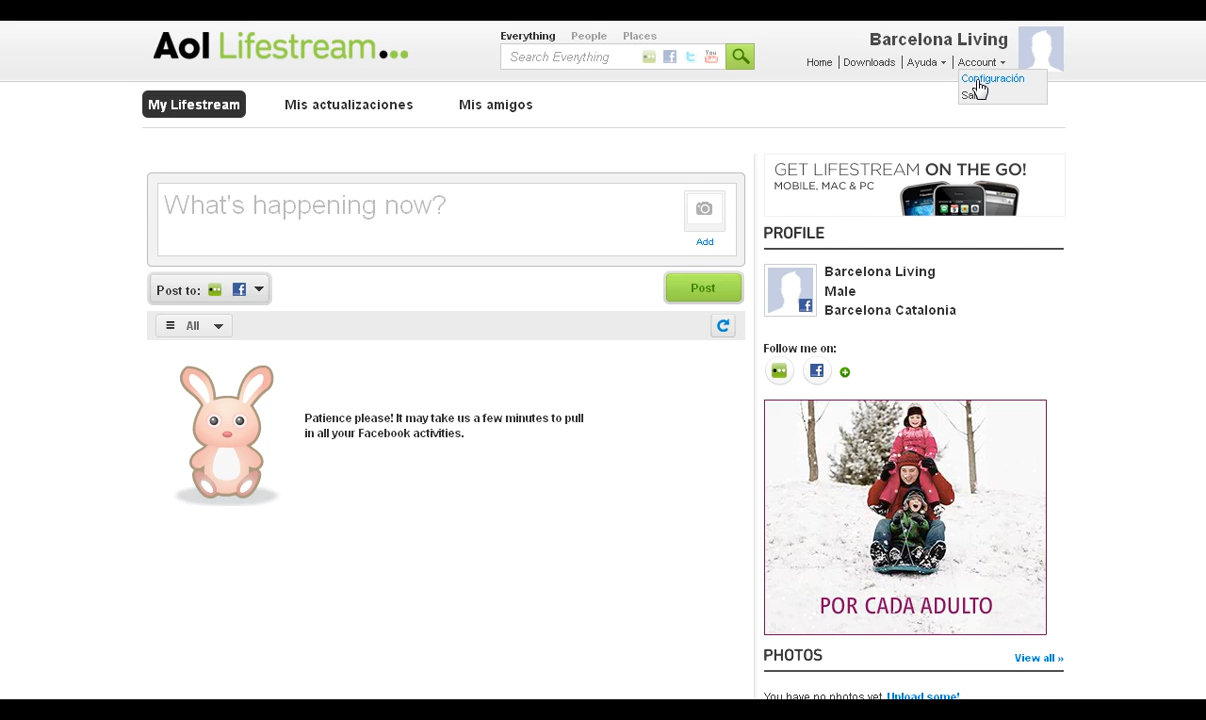 Aol Lifestream...
Everything People Places
Search Everything
You
Barcelona Living
Home | Downloads | Ayuda | Account
Configuración
My Lifestream Mis actualizaciones Mis amigos
What's happening now?
Add
Post to:
Post
All
Patience please! It may take us a few minutes to pull
in all your Facebook activities.
GET LIFESTREAM ON THE GO!
MOBILE, MAC & PC
PROFILE
Barcelona Living
Male
Barcelona Catalonia
Follow me on:
POR CADA ADULTO
PHOTOS View all »
You have no photos yet. Upload some!